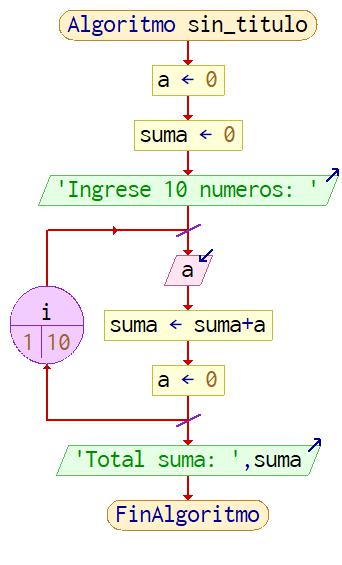 Algoritmo sin_titulo
a ← 0
suma ← 0
'Ingrese 10 numeros: '
a
i
1 10
suma ← suma+a
a ← 0
'Total suma: ',suma
FinAlgoritmo